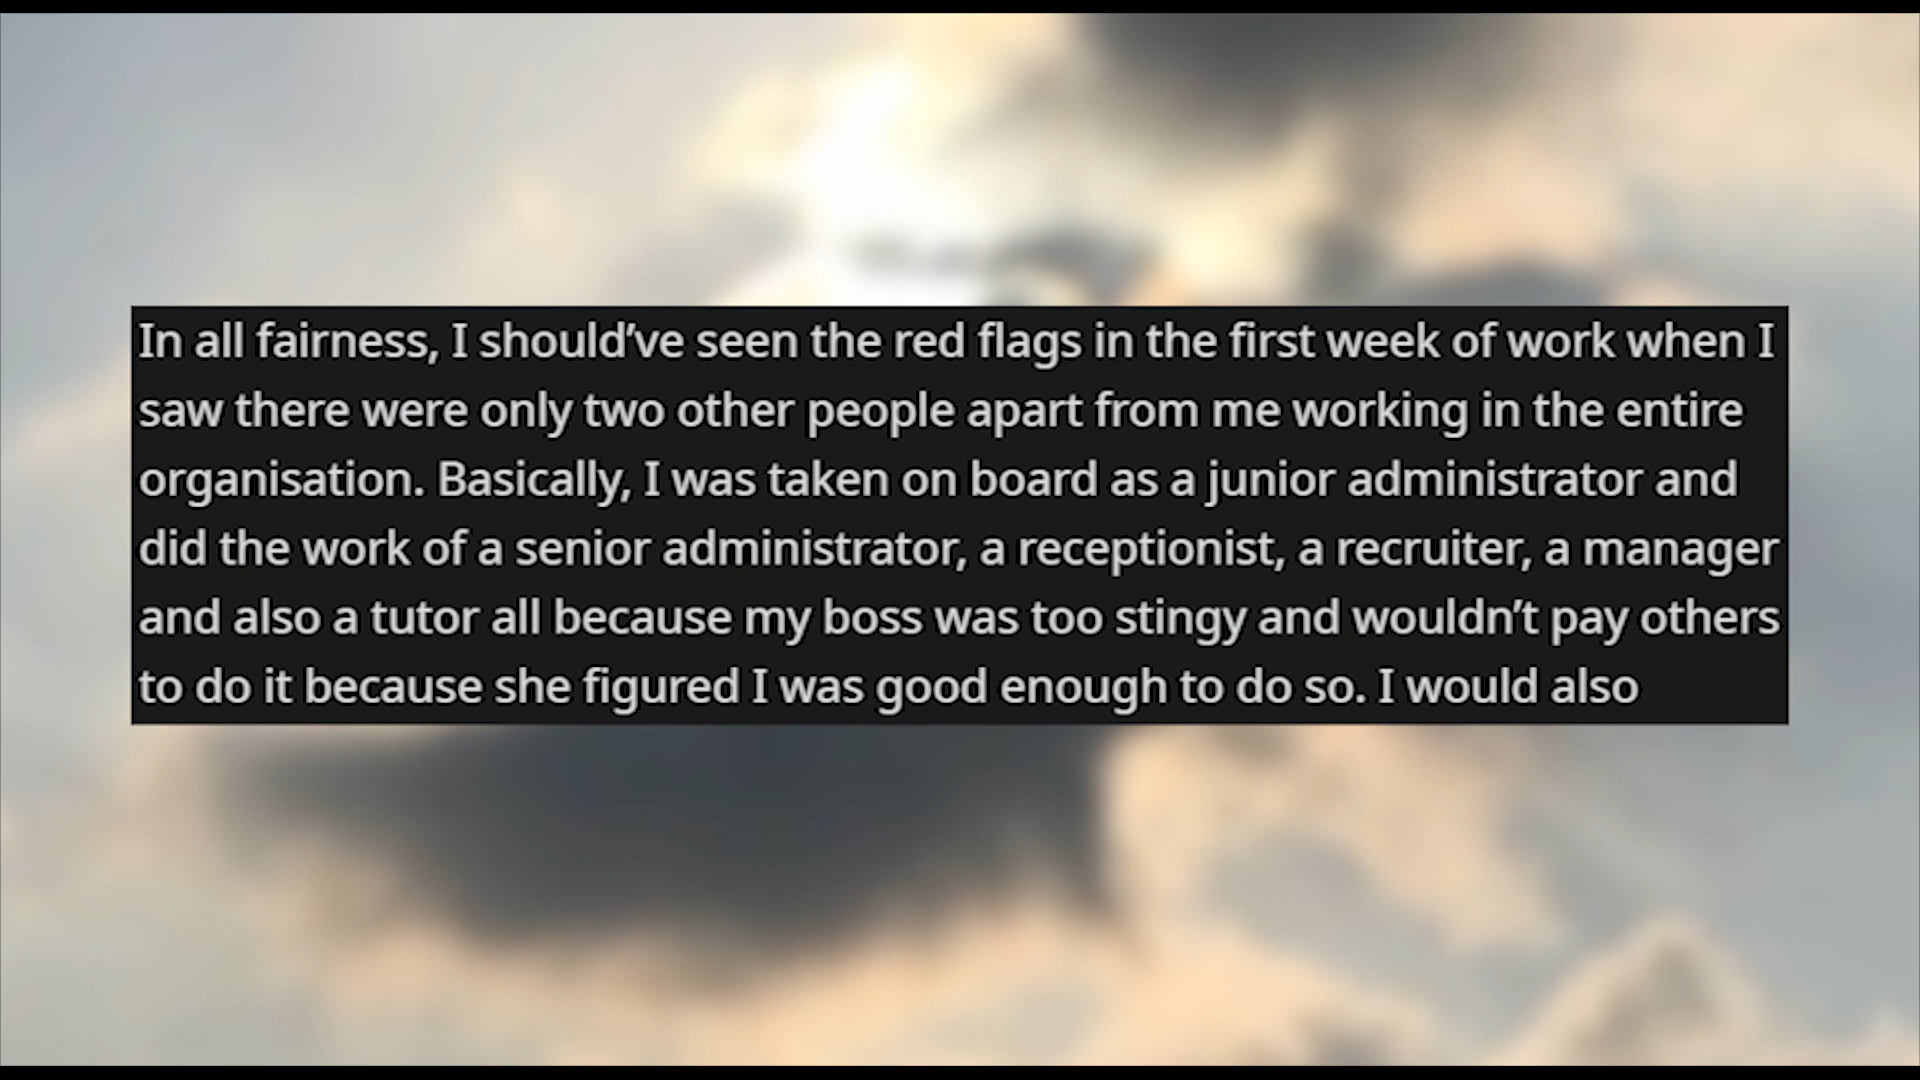 In all fairness, I should’ve seen the red flags in the first week of work when I
saw there were only two other people apart from me working in the entire
organisation. Basically, I was taken on board as a junior administrator and
did the work of a senior administrator, a receptionist, a recruiter, a manager
and also a tutor all because my boss was too stingy and wouldn’t pay others
to do it because she figured I was good enough to do so. I would also